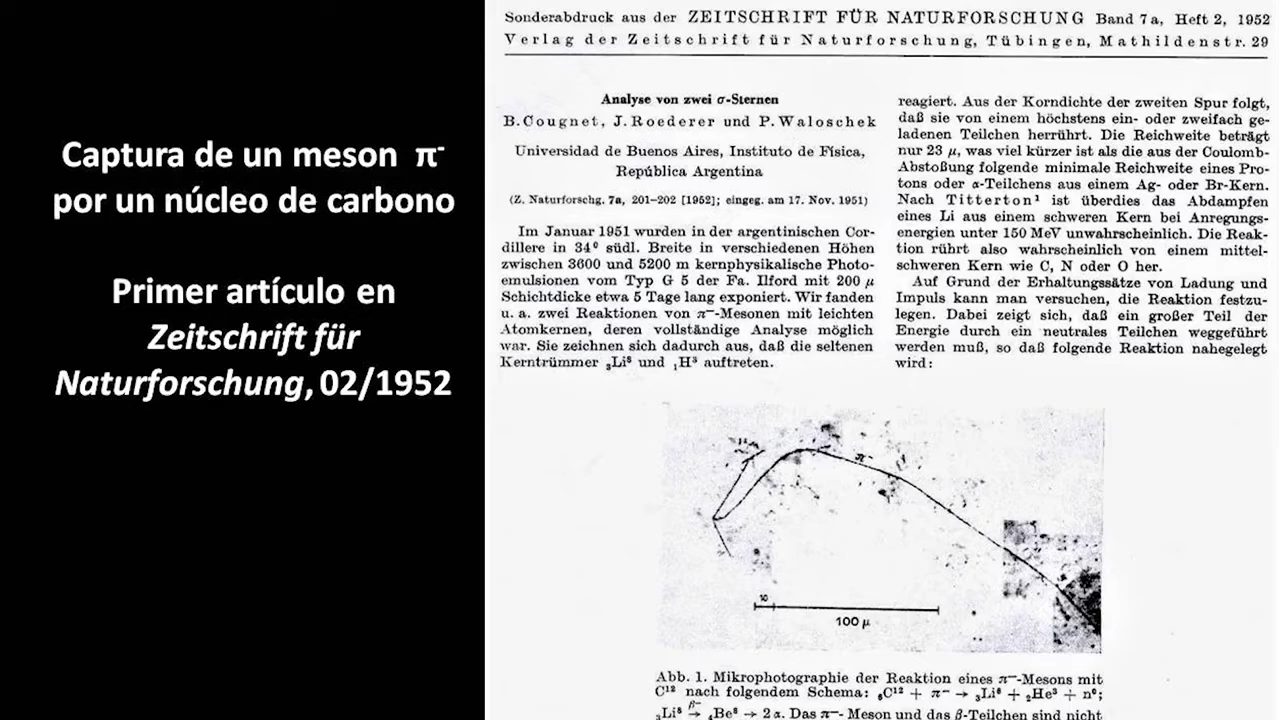 Captura de un meson π-
por un núcleo de carbono
Primer artículo en
Zeitschrift für
Naturforschung, 02/1952
Sonderabdruck aus der ZEITSCHRIFT FÜR NATURFORSCHUNG Band 7a, Heft 2, 1952
Verlag der Zeitschrift für Naturforschung, Tübingen, Mathildenstr. 29
Analyse von zwei σ-Sternen
B. Cougnet, J. Roederer und P. Waloschek
Universidad de Buenos Aires, Instituto de Física,
República Argentina
(Z. Naturforschg. 7a, 201–202 [1952]; eingeg. am 17. Nov. 1951)
Im Januar 1951 wurden in der argentinischen Cor-
dillere in 34° südl. Breite in verschiedenen Höhen
zwischen 3600 und 5200 m kernphysikalische Photo-
emulsionen vom Typ G 5 der Fa. Ilford mit 200 μ
Schichtdicke etwa 5 Tage lang exponiert. Wir fanden
u. a. zwei Reaktionen von π⁻-Mesonen mit leichten
Atomkernen, deren vollständige Analyse möglich
war. Sie zeichnen sich dadurch aus, daß die seltenen
Kerntrümmer ₃Li⁸ und ₁H³ auftreten.
reagiert. Aus der Korndichte der zweiten Spur folgt,
daß sie von einem höchstens ein- oder zweifach ge-
ladenen Teilchen herrührt. Die Reichweite beträgt
nur 23 μ, was viel kürzer ist als die aus der Coulomb-
Abstoßung folgende minimale Reichweite eines Pro-
tons oder α-Teilchens aus einem Ag- oder Br-Kern.
Nach Titterton¹ ist überdies das Abdampfen
eines Li aus einem schweren Kern bei Anregungs-
energien unter 150 MeV unwahrscheinlich. Die Reak-
tion rührt also wahrscheinlich von einem mittel-
schweren Kern wie C, N oder O her.
Auf Grund der Erhaltungssätze von Ladung und
Impuls kann man versuchen, die Reaktion festzu-
legen. Dabei zeigt sich, daß ein großer Teil der
Energie durch ein neutrales Teilchen weggeführt
werden muß, so daß folgende Reaktion nahegelegt
wird:
π⁻
10
100 μ
Abb. 1. Mikrophotographie der Reaktion eines π⁻-Mesons mit
C¹² nach folgendem Schema: ₆C¹² + π⁻ → ₃Li⁸ + ₂He³ + n⁰;
₃Li⁸ β⁻→ ₄Be⁸ → 2 α. Das π⁻- Meson und das β-Teilchen sind nicht